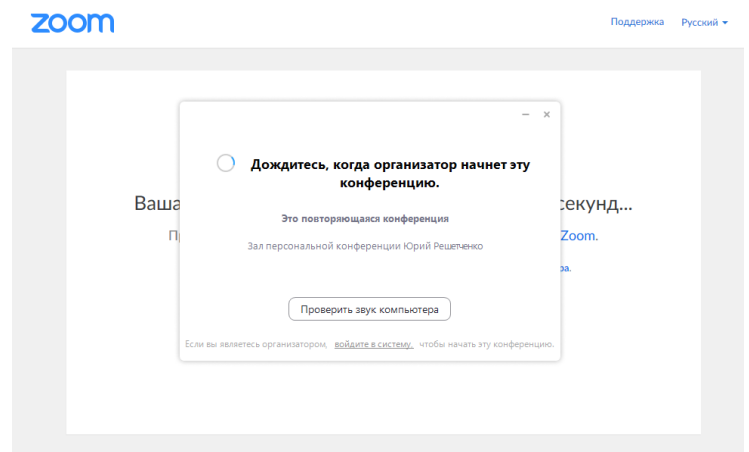 zoom
Поддержка Русский
Дождитесь, когда организатор начнет эту
конференцию.
Ваша секунд...
Это повторяющаяся конференция
Zoom.
Зал персональной конференции Юрий Решетченко
Проверить звук компьютера
Если вы являетесь организатором, войдите в систему, чтобы начать эту конференцию.